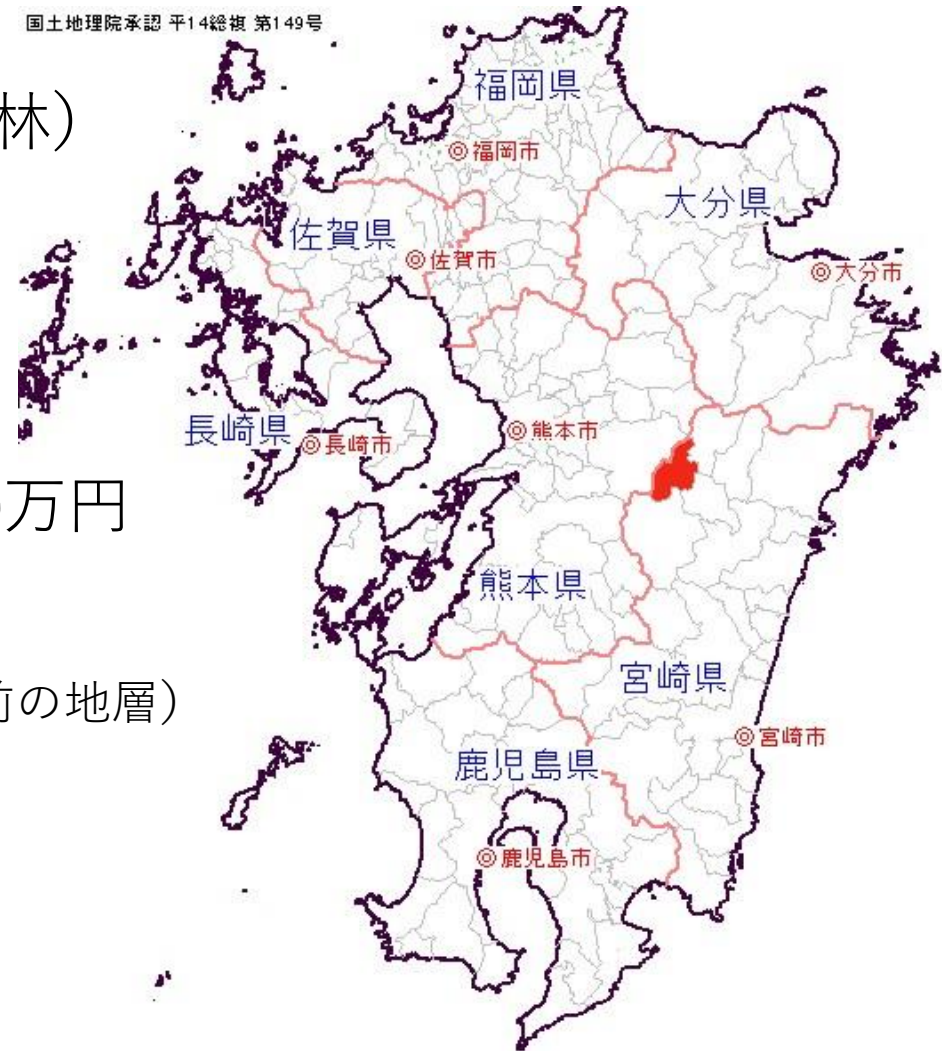 国土地理院承認 平14総複 第149号
福岡県
林）
◎福岡市
大分県
佐賀県
◎佐賀市
◎大分市
長崎県
◎長崎市
◎熊本市
万円
熊本県
前の地層）
宮崎県
◎宮崎市
鹿児島県
◎鹿児島市